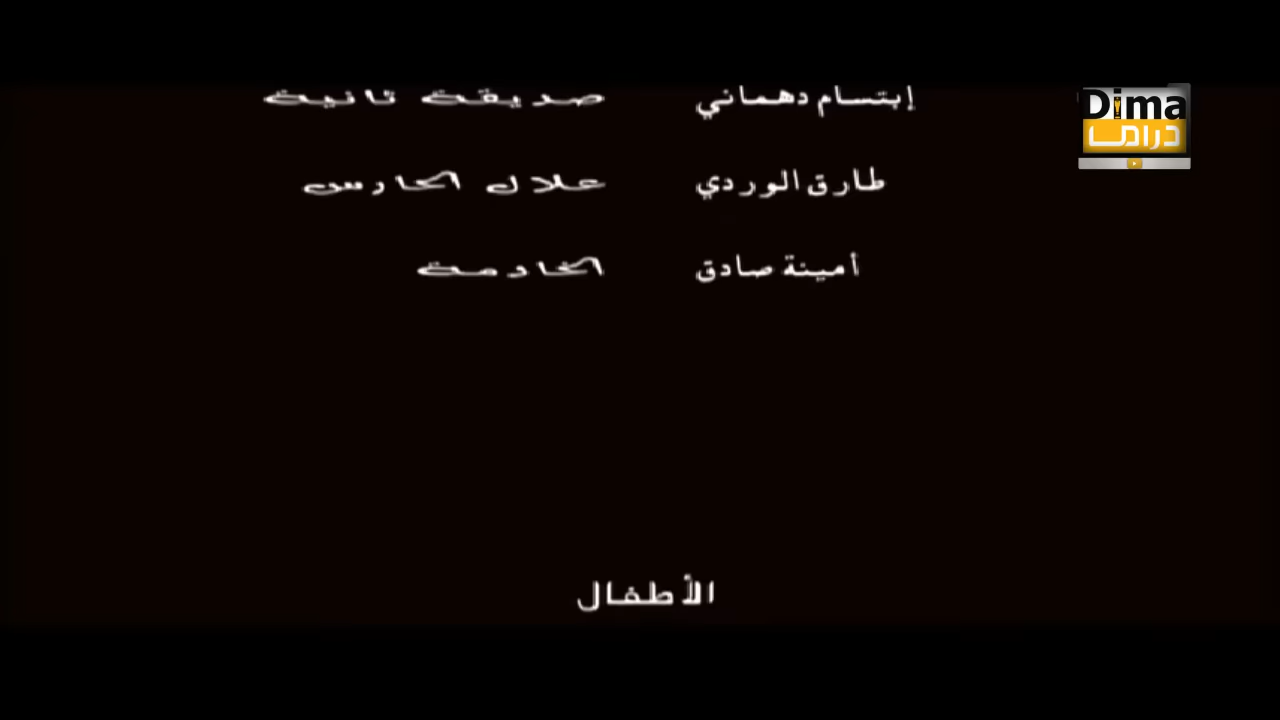 إبتسام دهماني صديقة ثانية
طارق الوردي علال الحارس
أمينة صادق الخادمة
الأطفال
Dima
دراما